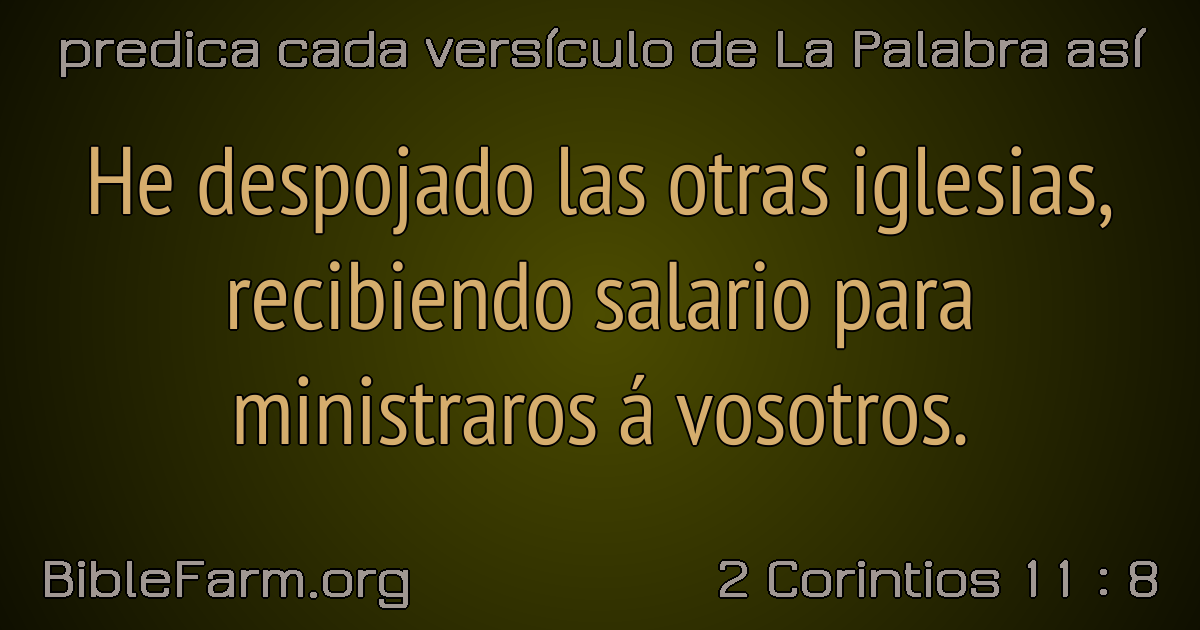 predica cada versículo de La Palabra así
He despojado las otras iglesias,
recibiendo salario para
ministraros á vosotros.
BibleFarm.org
2 Corintios 11 : 8